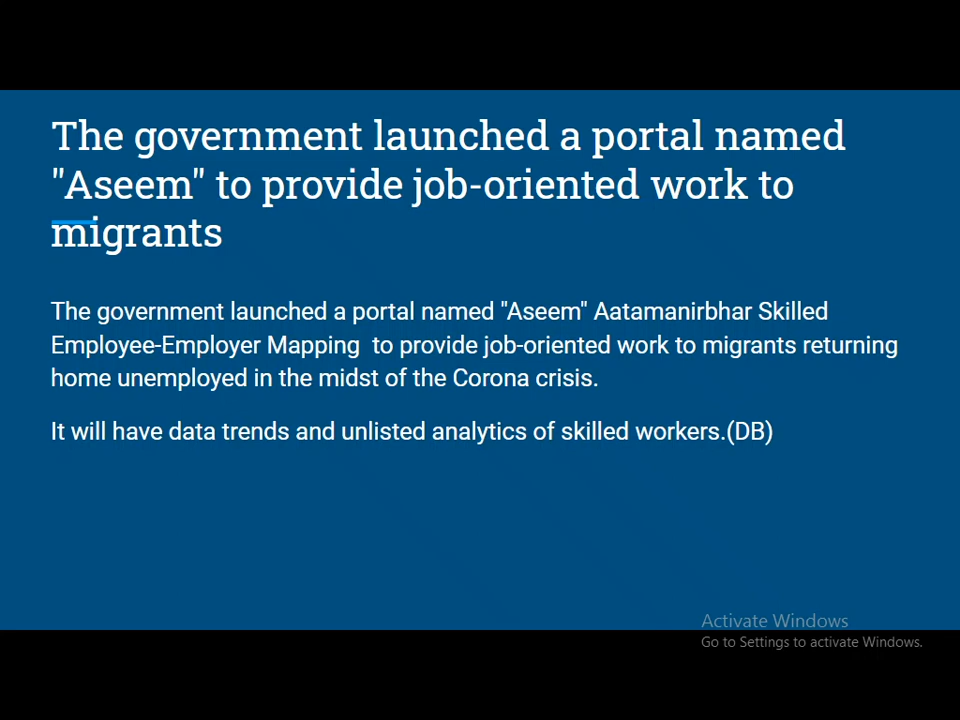 The government launched a portal named
"Aseem" to provide job-oriented work to
migrants
The government launched a portal named "Aseem" Aatamanirbhar Skilled
Employee-Employer Mapping  to provide job-oriented work to migrants returning
home unemployed in the midst of the Corona crisis.
It will have data trends and unlisted analytics of skilled workers.(DB)
Activate Windows
Go to Settings to activate Windows.